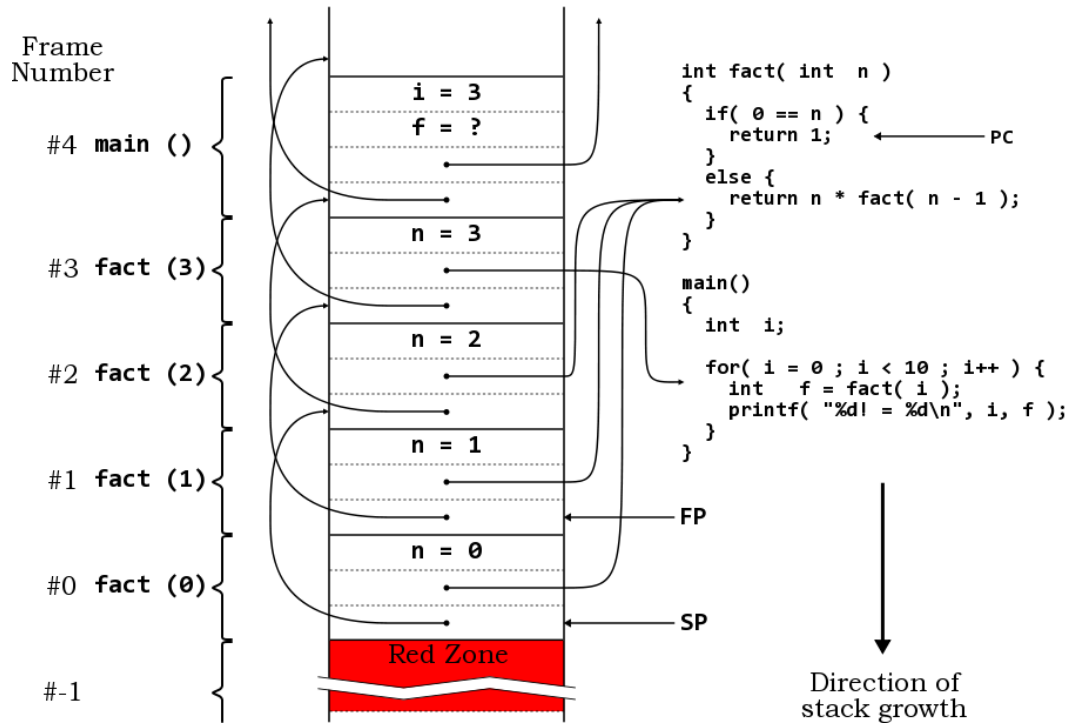 Frame
Number
#4 main ()
#3 fact (3)
#2 fact (2)
#1 fact (1)
#0 fact (0)
#-1
i = 3
f = ?
n = 3
n = 2
n = 1
n = 0
Red Zone
FP
SP
int fact( int  n )
{
  if( 0 == n ) {
    return 1;
  }
  else {
    return n * fact( n - 1 );
  }
}
PC
main()
{
  int  i;
  for( i = 0 ; i < 10 ; i++ ) {
    int   f = fact( i );
    printf( "%d! = %d\n", i, f );
  }
}
Direction of
stack growth